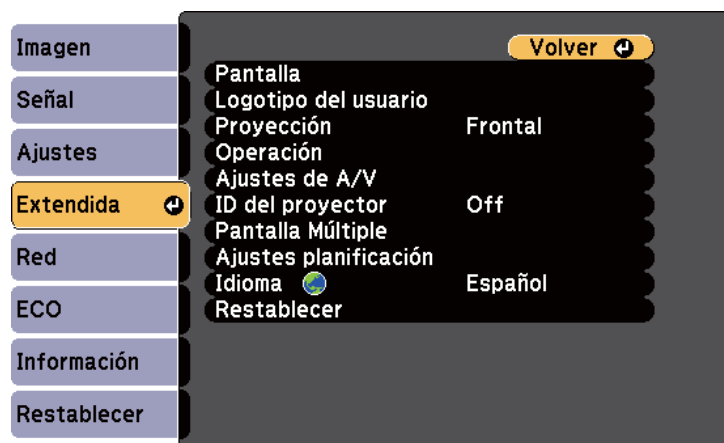 Imagen
Señal
Ajustes
Extendida
Red
ECO
Información
Restablecer
Volver
Pantalla
Logotipo del usuario
Proyección Frontal
Operación
Ajustes de A/V
ID del proyector Off
Pantalla Múltiple
Ajustes planificación
Idioma Español
Restablecer